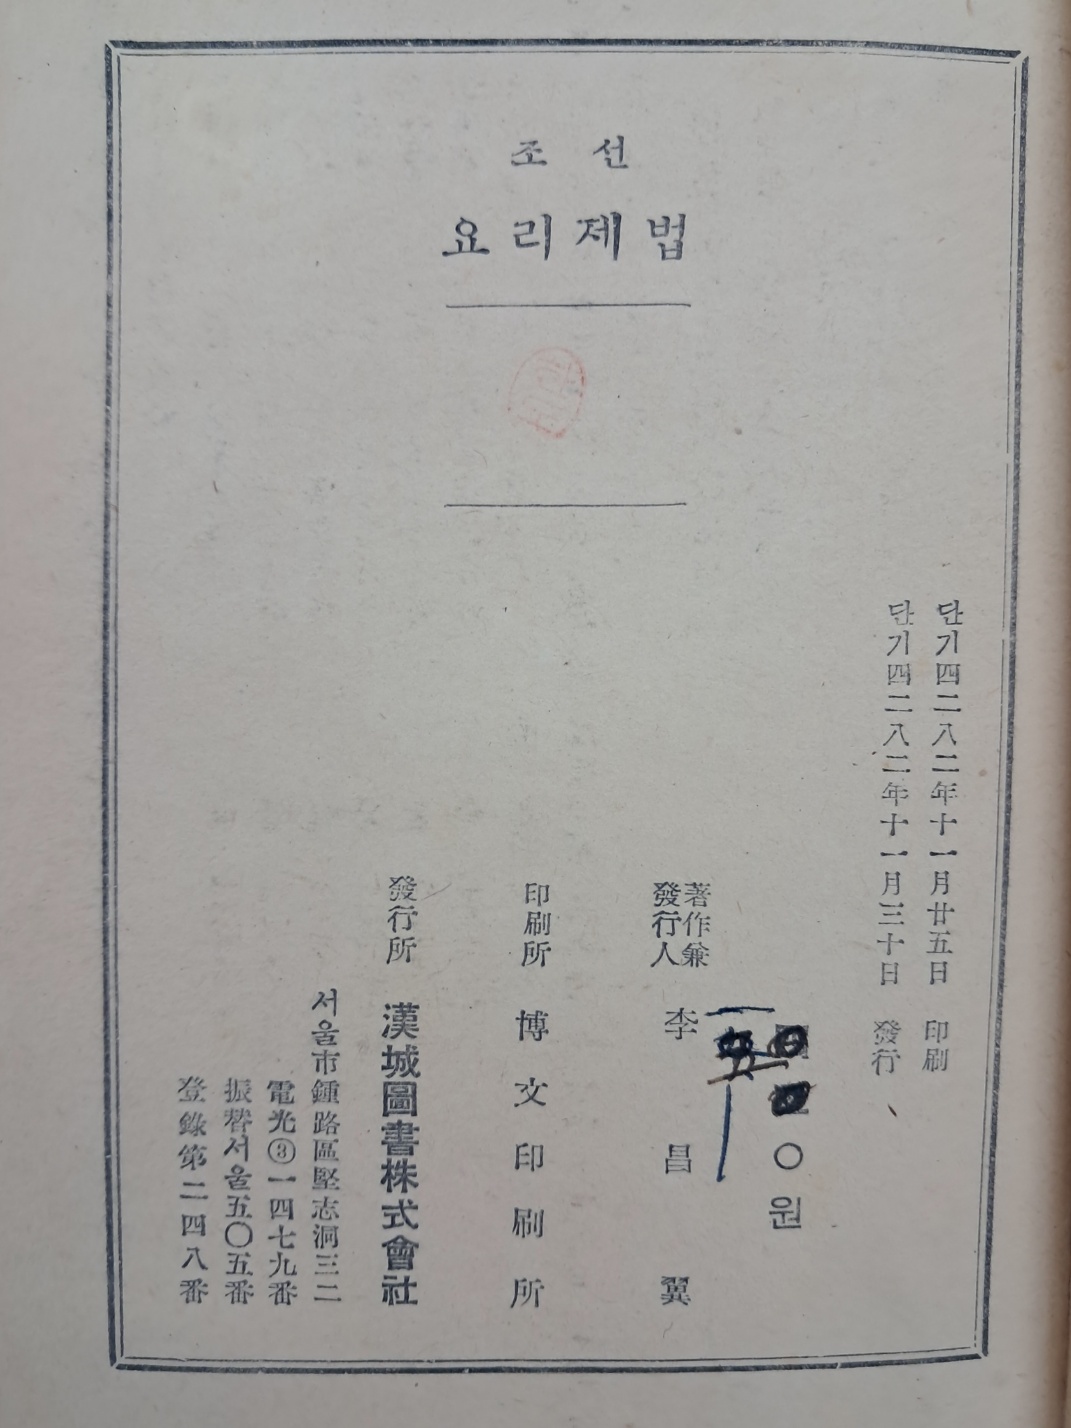 조선
요리제법
단기四二八二年十一月廿五日 印刷
단기四二八二年十一月三十日 發行
〇원
著作兼
發行人 李昌翼
印刷所 博文印刷所
發行所 漢城圖書株式會社
서울市鍾路區堅志洞三二
電光③一四七九番
振替서울五〇五番
登錄第二四八番